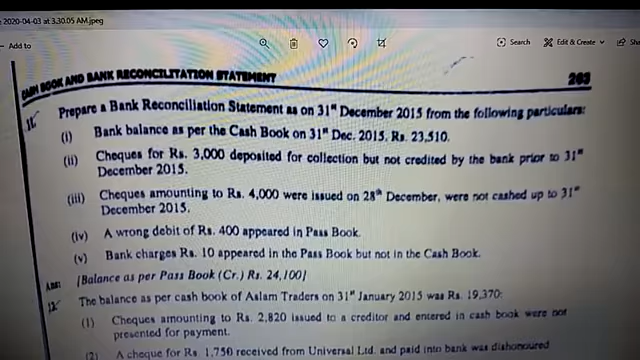 2020-04-03 at 3.30.05 AM.jpeg
Add to
Search
Edit & Create
CASH BOOK AND BANK RECONCILIATION STATEMENT
263
11. Prepare a Bank Reconciliation Statement as on 31st December 2015 from the following particulars:
(i) Bank balance as per the Cash Book on 31st Dec. 2015, Rs. 23,510.
(ii) Cheques for Rs. 3,000 deposited for collection but not credited by the bank prior to 31st
December 2015.
(iii) Cheques amounting to Rs. 4,000 were issued on 28th December, were not cashed up to 31st
December 2015.
(iv) A wrong debit of Rs. 400 appeared in Pass Book.
(v) Bank charges Rs. 10 appeared in the Pass Book but not in the Cash Book.
Ans: [Balance as per Pass Book (Cr.) Rs. 24,100]
12. The balance as per cash book of Aslam Traders on 31st January 2015 was Rs. 19,370:
(1) Cheques amounting to Rs. 2,820 issued to a creditor and entered in cash book were not
presented for payment.
(2) A cheque for Rs. 1,750 received from Universal Ltd. and paid into bank was dishonoured